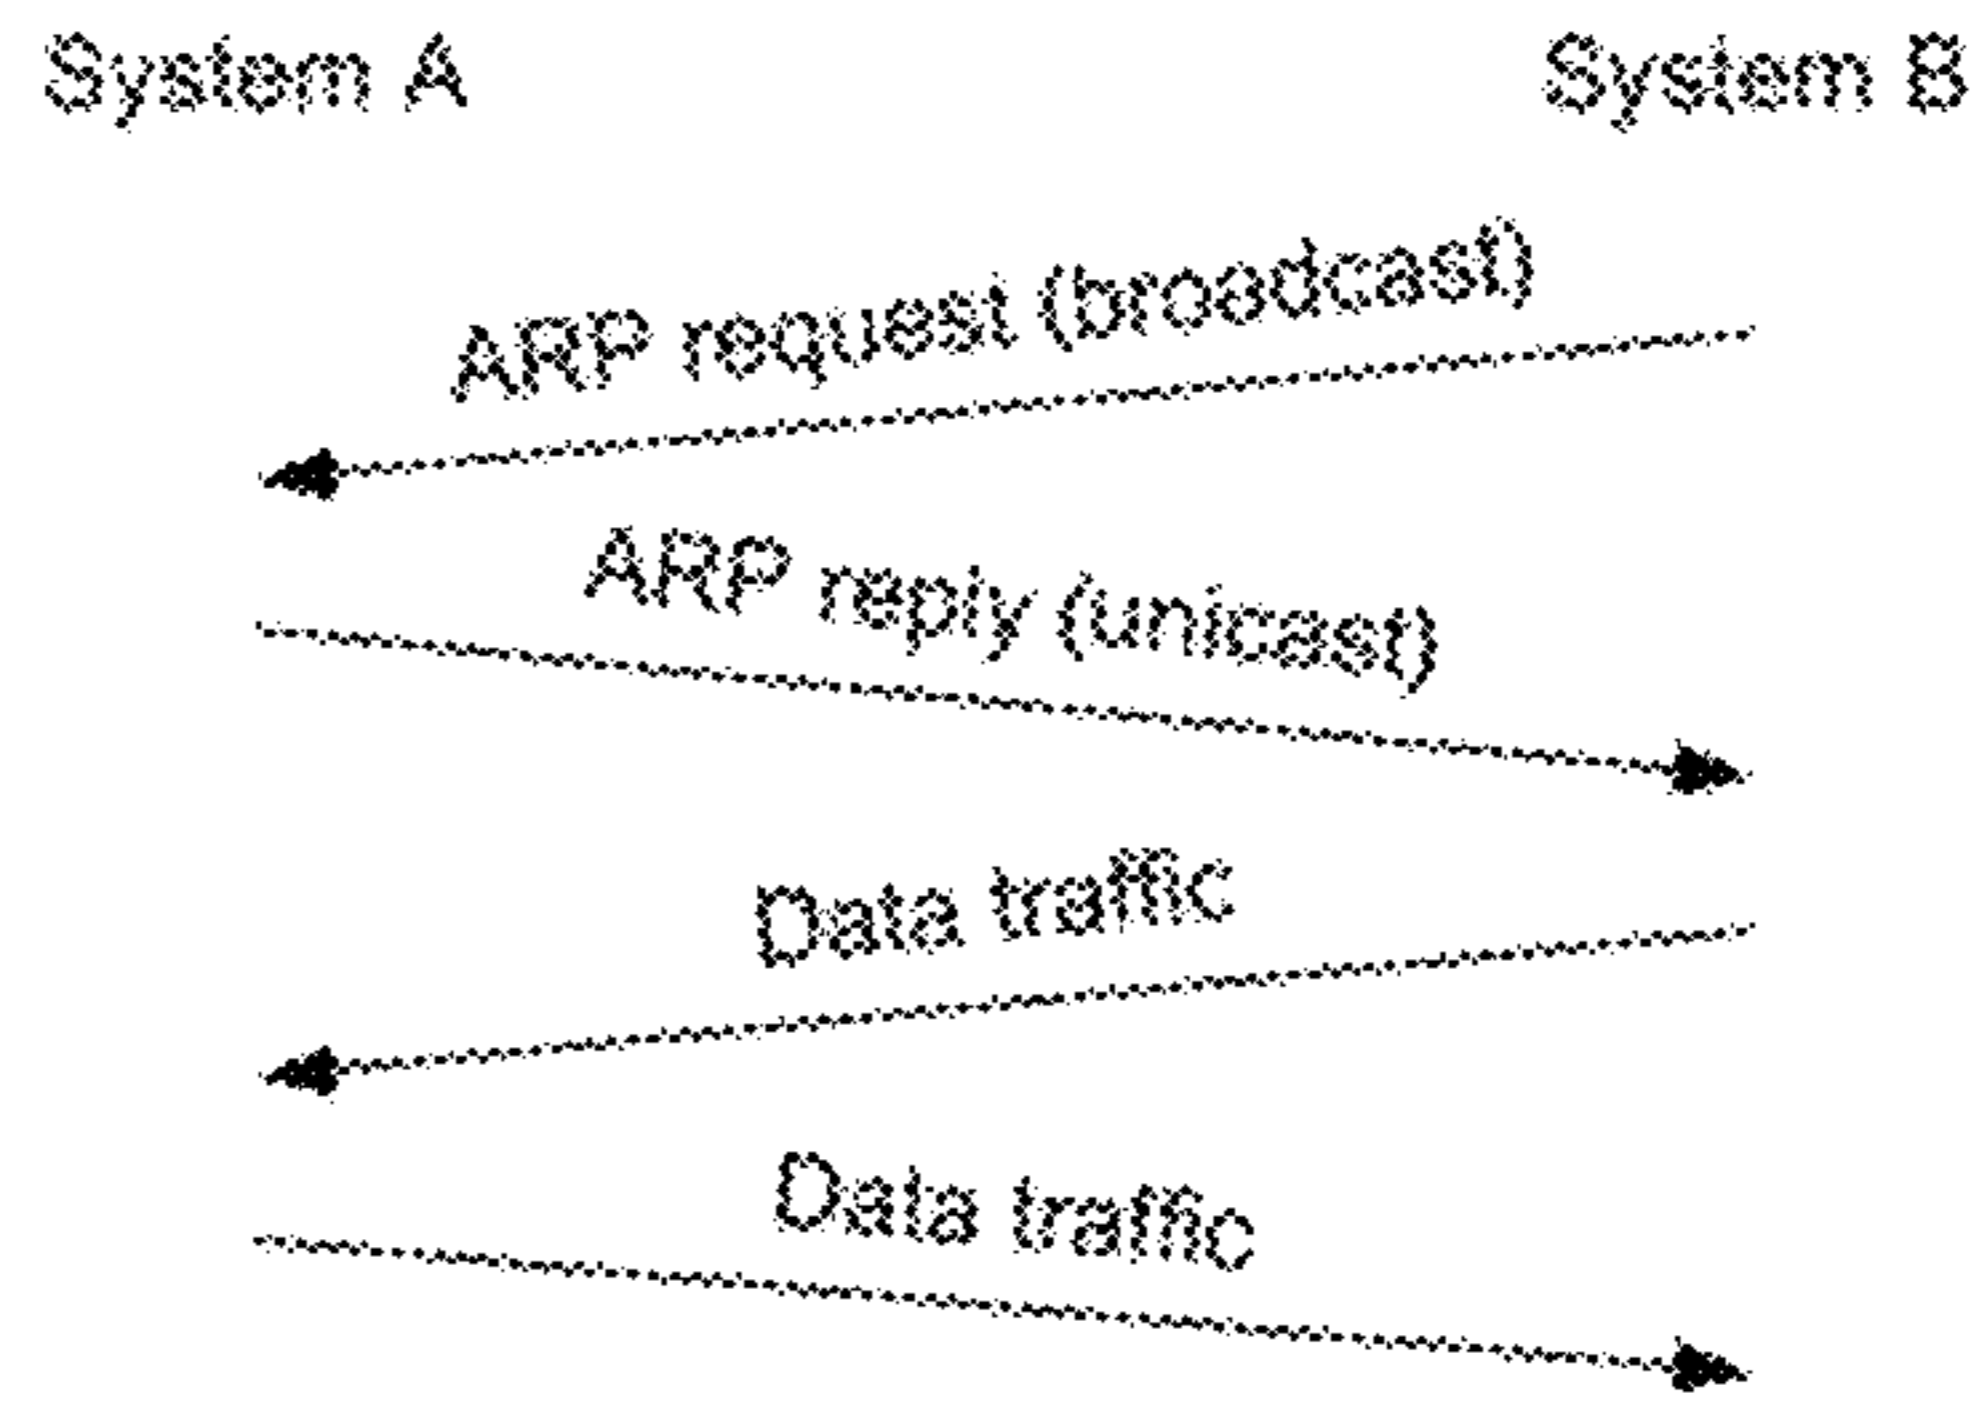 System A
System B
ARP request (broadcast)
ARP reply (unicast)
Data traffic
Data traffic